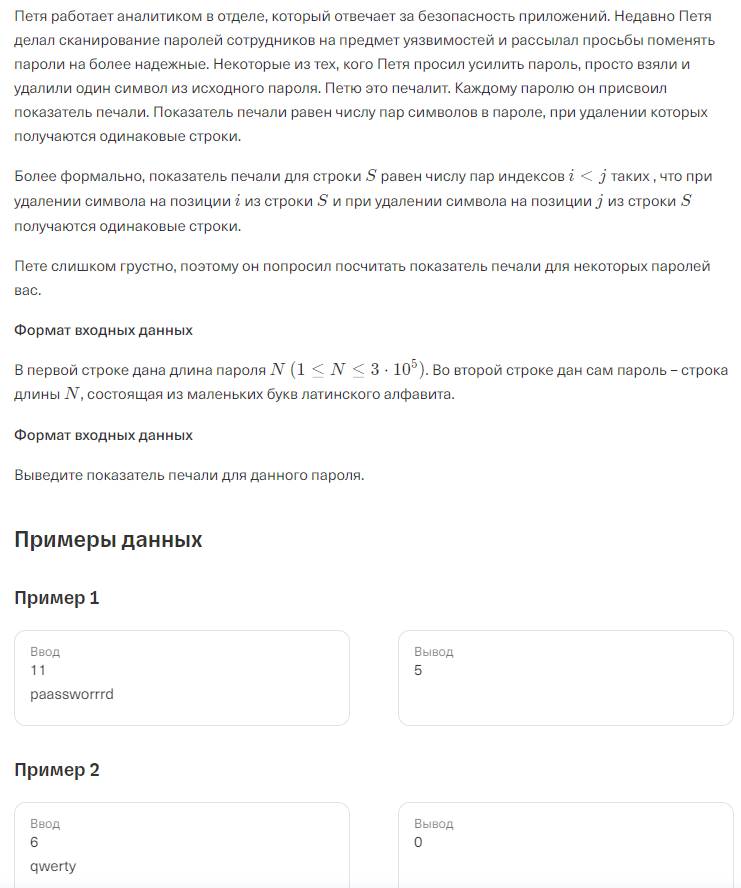 Петя работает аналитиком в отделе, который отвечает за безопасность приложений. Недавно Петя
делал сканирование паролей сотрудников на предмет уязвимостей и рассылал просьбы поменять
пароли на более надежные. Некоторые из тех, кого Петя просил усилить пароль, просто взяли и
удалили один символ из исходного пароля. Петю это печалит. Каждому паролю он присвоил
показатель печали. Показатель печали равен числу пар символов в пароле, при удалении которых
получаются одинаковые строки.
Более формально, показатель печали для строки S равен числу пар индексов i < j таких , что при
удалении символа на позиции i из строки S и при удалении символа на позиции j из строки S
получаются одинаковые строки.
Пете слишком грустно, поэтому он попросил посчитать показатель печали для некоторых паролей
вас.
Формат входных данных
В первой строке дана длина пароля N (1 ≤ N ≤ 3 · 10⁵). Во второй строке дан сам пароль – строка
длины N, состоящая из маленьких букв латинского алфавита.
Формат входных данных
Выведите показатель печали для данного пароля.
Примеры данных
Пример 1
Ввод
11
paassworrrd
Вывод
5
Пример 2
Ввод
6
qwerty
Вывод
0